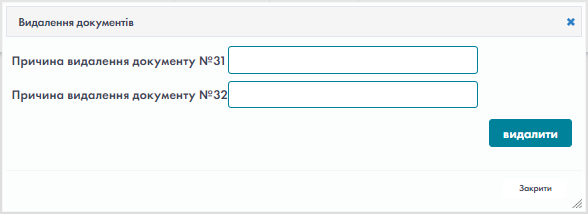 Видалення документів
Причина видалення документу №31
Причина видалення документу №32
видалити
Закрити